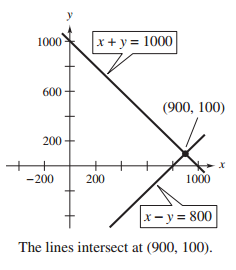 y
1000
x + y = 1000
600
(900, 100)
200
x
−200
200
1000
x − y = 800
The lines intersect at (900, 100).